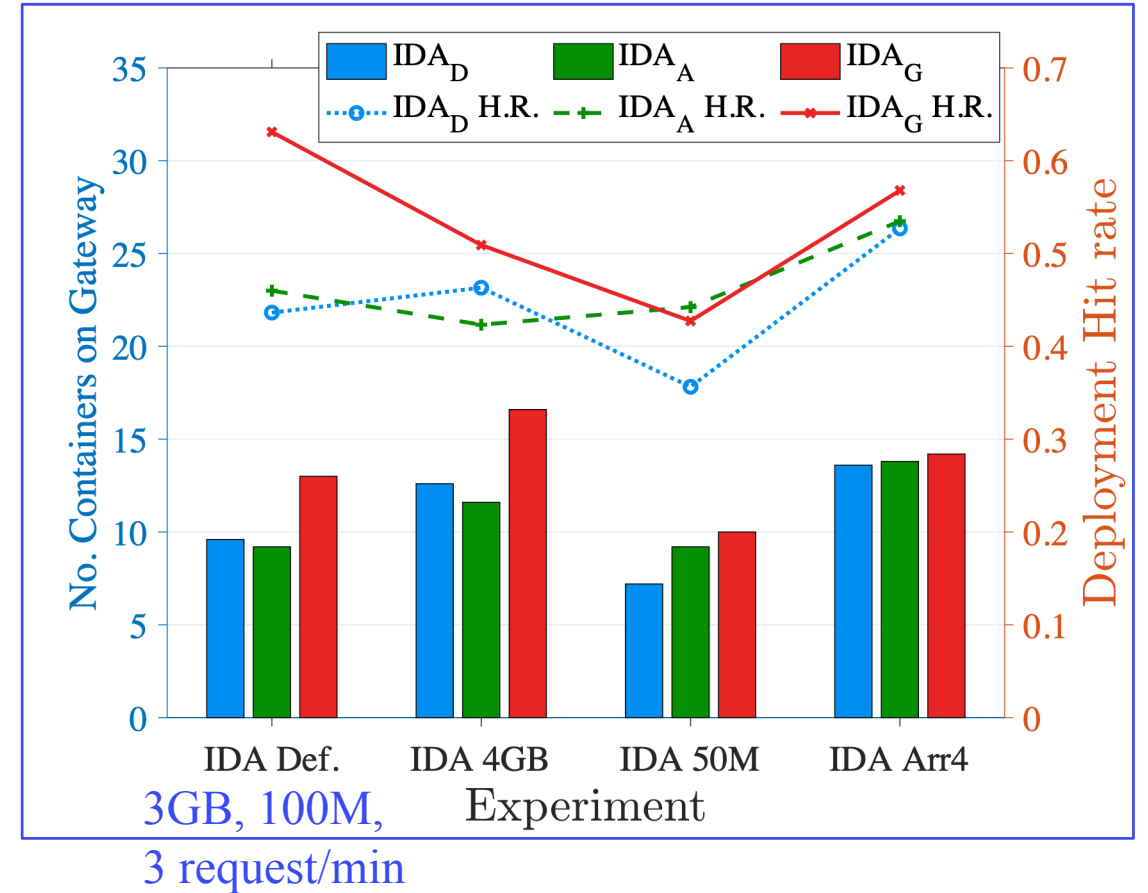 IDA_D IDA_A IDA_G
IDA_D H.R. IDA_A H.R. IDA_G H.R.
No. Containers on Gateway
35
30
25
20
15
10
5
0
0.7
0.6
0.5
0.4
0.3
0.2
0.1
0
Deployment Hit rate
IDA Def. IDA 4GB IDA 50M IDA Arr4
Experiment
3GB, 100M,
3 request/min